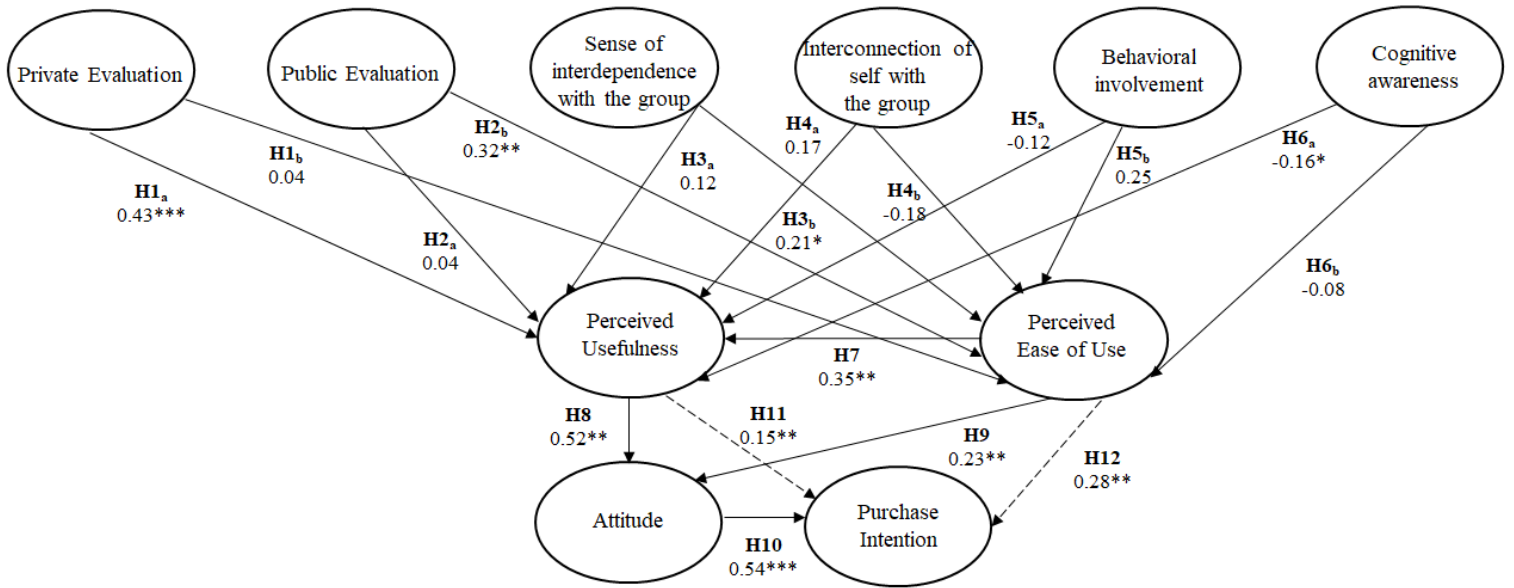 Private Evaluation
Public Evaluation
Sense of
interdependence
with the group
Interconnection of
self with
the group
Behavioral
involvement
Cognitive
awareness
H1a
0.43***
H1b
0.04
H2a
0.04
H2b
0.32**
H3a
0.12
H3b
0.21*
H4a
0.17
H4b
-0.18
H5a
-0.12
H5b
0.25
H6a
-0.16*
H6b
-0.08
Perceived
Usefulness
Perceived
Ease of Use
H7
0.35**
H8
0.52**
H11
0.15**
H9
0.23**
H12
0.28**
Attitude
H10
0.54***
Purchase
Intention